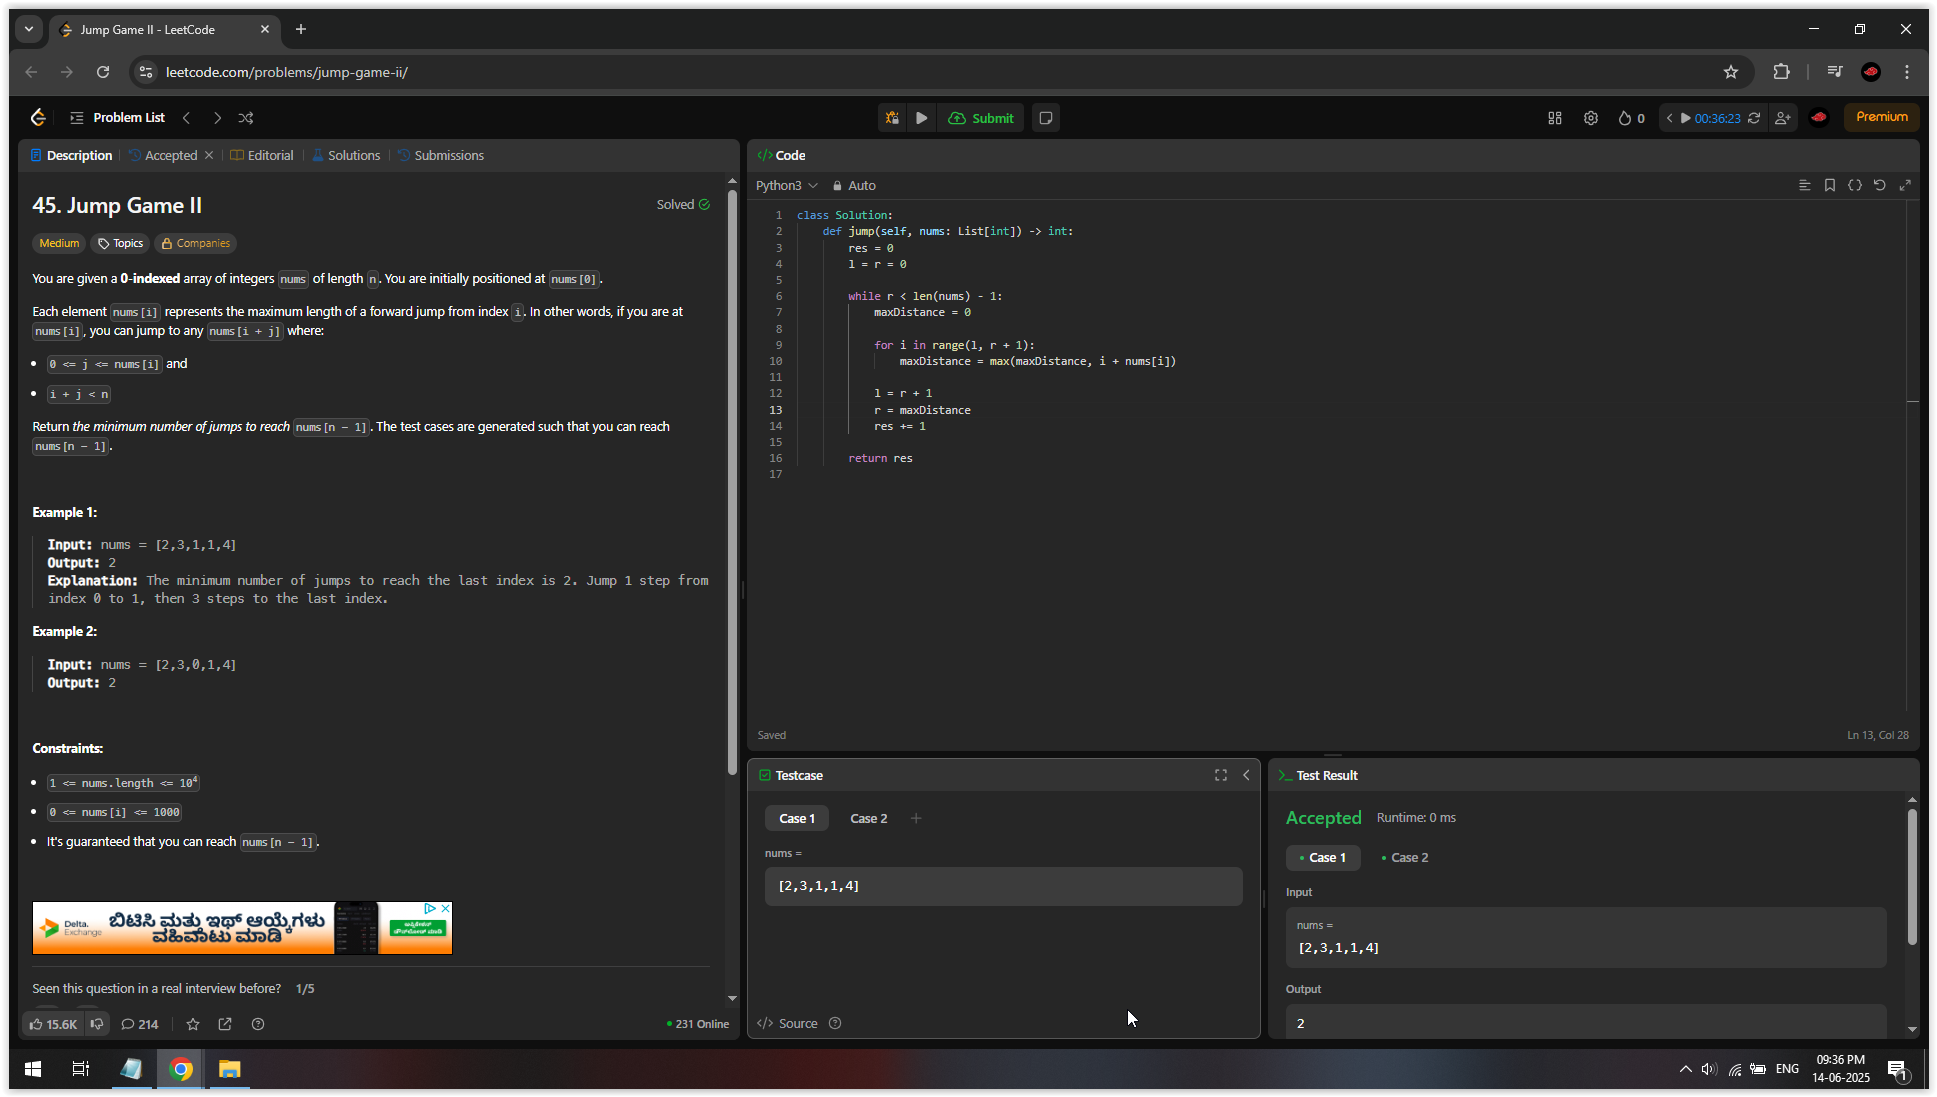 Jump Game II - LeetCode
leetcode.com/problems/jump-game-ii/
Problem List
Submit
0
00:36:23
Premium
Description
Accepted
Editorial
Solutions
Submissions
45. Jump Game II
Solved
Medium
Topics
Companies
You are given a 0-indexed array of integers nums of length n. You are initially positioned at nums[0].
Each element nums[i] represents the maximum length of a forward jump from index i. In other words, if you are at
nums[i], you can jump to any nums[i + j] where:
• 0 <= j <= nums[i] and
• i + j < n
Return the minimum number of jumps to reach nums[n - 1]. The test cases are generated such that you can reach
nums[n - 1].
Example 1:
Input: nums = [2,3,1,1,4]
Output: 2
Explanation: The minimum number of jumps to reach the last index is 2. Jump 1 step from
index 0 to 1, then 3 steps to the last index.
Example 2:
Input: nums = [2,3,0,1,4]
Output: 2
Constraints:
• 1 <= nums.length <= 10⁴
• 0 <= nums[i] <= 1000
• It's guaranteed that you can reach nums[n - 1].
Delta.
Exchange
ಬಿಟಿಸಿ ಮತ್ತು ಇಥ್ ಆಯ್ಕೆಗಳು
ವಹಿವಾಟು ಮಾಡಿ
Seen this question in a real interview before? 1/5
15.6K
214
231 Online
</> Code
Python3
Auto
1 class Solution:
2 def jump(self, nums: List[int]) -> int:
3 res = 0
4 l = r = 0
5
6 while r < len(nums) - 1:
7 maxDistance = 0
8
9 for i in range(l, r + 1):
10 maxDistance = max(maxDistance, i + nums[i])
11
12 l = r + 1
13 r = maxDistance
14 res += 1
15
16 return res
17
Saved
Ln 13, Col 28
Testcase
Case 1
Case 2
+
nums =
[2,3,1,1,4]
</> Source
>_ Test Result
Accepted
Runtime: 0 ms
• Case 1
• Case 2
Input
nums =
[2,3,1,1,4]
Output
2
ENG
09:36 PM
14-06-2025
1